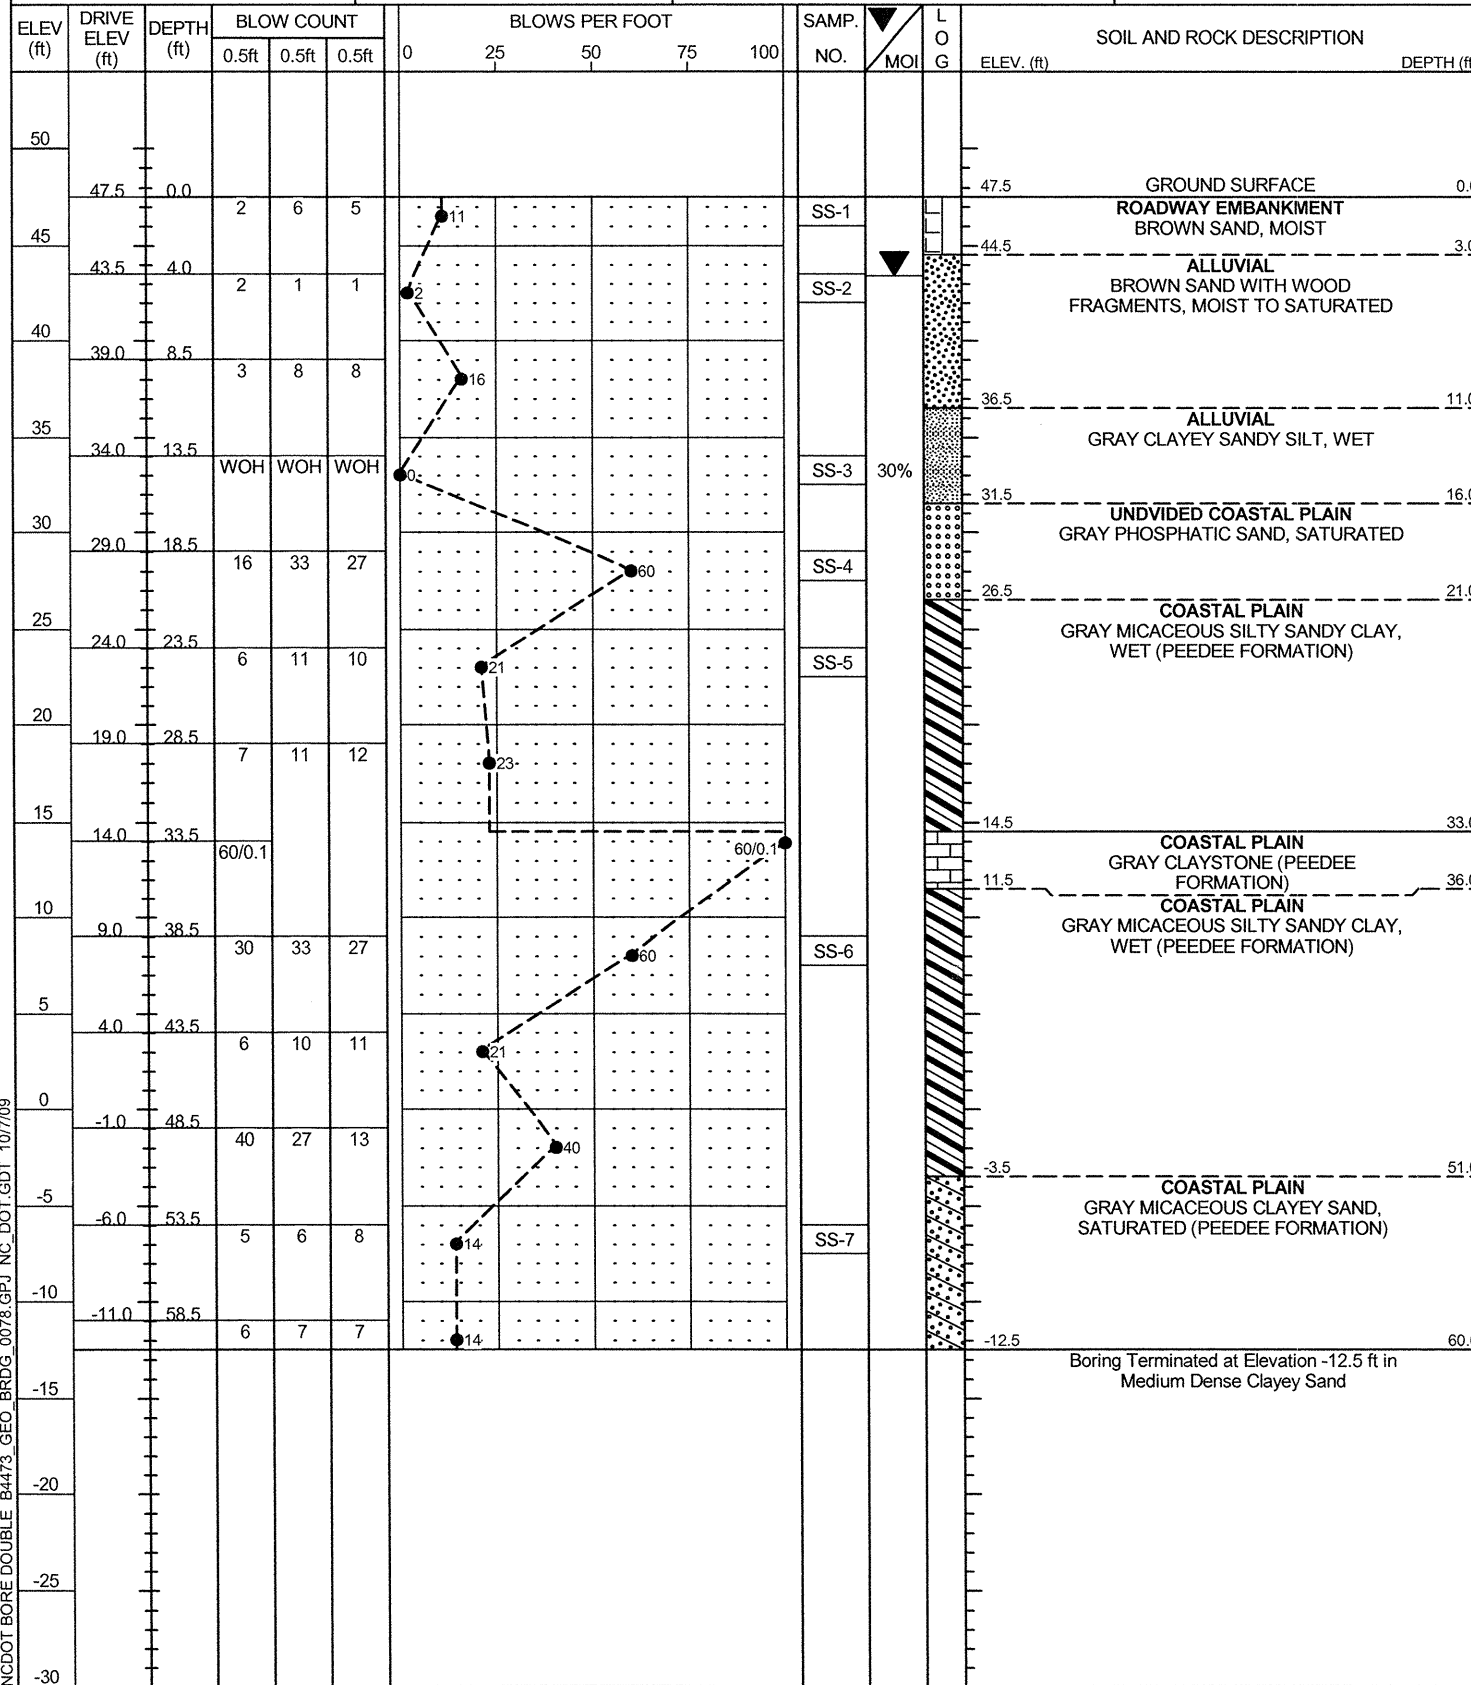 ELEV (ft) DRIVE ELEV (ft) DEPTH (ft) BLOW COUNT BLOWS PER FOOT SAMP. NO. MOI LOG SOIL AND ROCK DESCRIPTION
0.5ft 0.5ft 0.5ft 0 25 50 75 100 ELEV. (ft) DEPTH (ft
50
47.5 0.0 47.5 GROUND SURFACE 0.0
2 6 5 11 SS-1 ROADWAY EMBANKMENT
BROWN SAND, MOIST
45 44.5 3.0
43.5 4.0 ALLUVIAL
2 1 1 2 SS-2 BROWN SAND WITH WOOD
FRAGMENTS, MOIST TO SATURATED
40
39.0 8.5
3 8 8 16
36.5 11.0
ALLUVIAL
35 GRAY CLAYEY SANDY SILT, WET
34.0 13.5
WOH WOH WOH 0 SS-3 30%
31.5 16.0
UNDVIDED COASTAL PLAIN
30 GRAY PHOSPHATIC SAND, SATURATED
29.0 18.5
16 33 27 60 SS-4
26.5 21.0
COASTAL PLAIN
25 GRAY MICACEOUS SILTY SANDY CLAY,
24.0 23.5 WET (PEEDEE FORMATION)
6 11 10 21 SS-5
20
19.0 28.5
7 11 12 23
15 14.5 33.0
14.0 33.5 COASTAL PLAIN
60/0.1 60/0.1 GRAY CLAYSTONE (PEEDEE
FORMATION)
11.5 36.0
COASTAL PLAIN
10 GRAY MICACEOUS SILTY SANDY CLAY,
9.0 38.5 WET (PEEDEE FORMATION)
30 33 27 60 SS-6
5
4.0 43.5
6 10 11 21
0
-1.0 48.5
40 27 13 40
-3.5 51.0
COASTAL PLAIN
-5 GRAY MICACEOUS CLAYEY SAND,
-6.0 53.5 SATURATED (PEEDEE FORMATION)
5 6 8 14 SS-7
-10
-11.0 58.5
6 7 7 14
-12.5 60.0
Boring Terminated at Elevation -12.5 ft in
Medium Dense Clayey Sand
-15
-20
-25
-30
NCDOT BORE DOUBLE B4473_GEO_BRDG_0078.GPJ NC_DOT.GDT 10/7/09